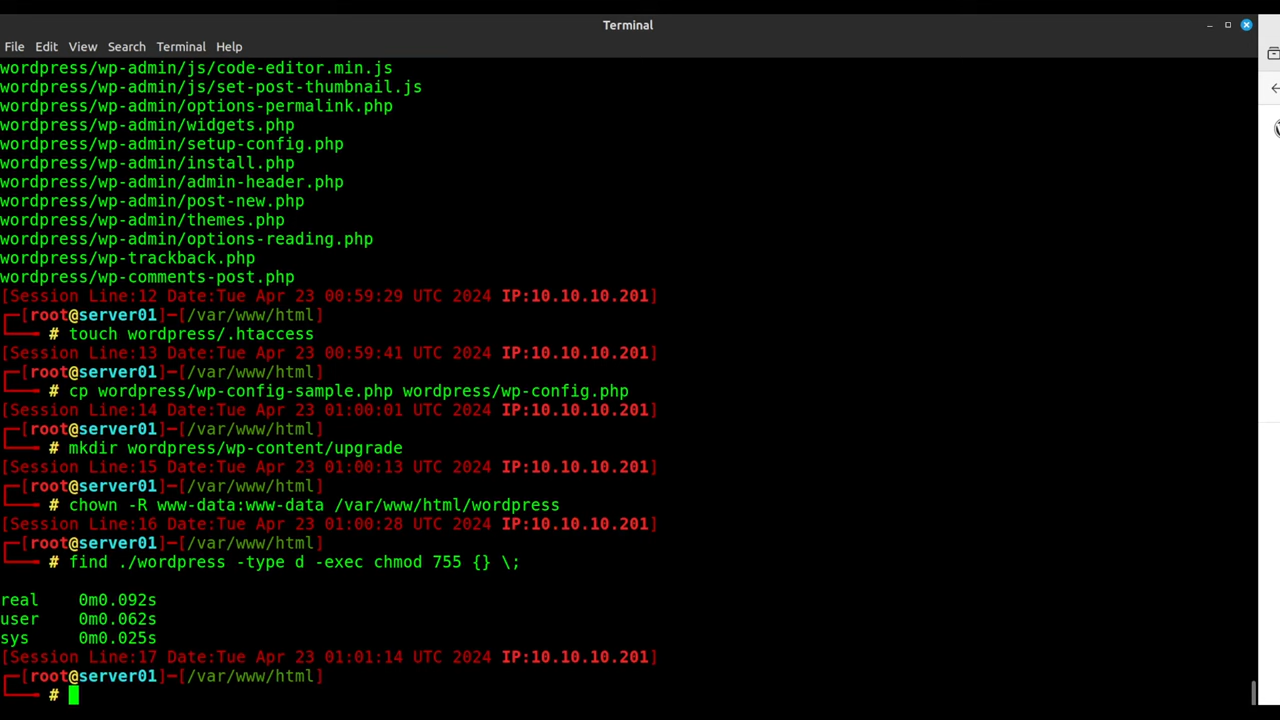 Terminal
File Edit View Search Terminal Help
wordpress/wp-admin/js/code-editor.min.js
wordpress/wp-admin/js/set-post-thumbnail.js
wordpress/wp-admin/options-permalink.php
wordpress/wp-admin/widgets.php
wordpress/wp-admin/setup-config.php
wordpress/wp-admin/install.php
wordpress/wp-admin/admin-header.php
wordpress/wp-admin/post-new.php
wordpress/wp-admin/themes.php
wordpress/wp-admin/options-reading.php
wordpress/wp-trackback.php
wordpress/wp-comments-post.php
[Session Line:12 Date:Tue Apr 23 00:59:29 UTC 2024 IP:10.10.10.201]
┌─[root@server01]─[/var/www/html]
└──╼ # touch wordpress/.htaccess
[Session Line:13 Date:Tue Apr 23 00:59:41 UTC 2024 IP:10.10.10.201]
┌─[root@server01]─[/var/www/html]
└──╼ # cp wordpress/wp-config-sample.php wordpress/wp-config.php
[Session Line:14 Date:Tue Apr 23 01:00:01 UTC 2024 IP:10.10.10.201]
┌─[root@server01]─[/var/www/html]
└──╼ # mkdir wordpress/wp-content/upgrade
[Session Line:15 Date:Tue Apr 23 01:00:13 UTC 2024 IP:10.10.10.201]
┌─[root@server01]─[/var/www/html]
└──╼ # chown -R www-data:www-data /var/www/html/wordpress
[Session Line:16 Date:Tue Apr 23 01:00:28 UTC 2024 IP:10.10.10.201]
┌─[root@server01]─[/var/www/html]
└──╼ # find ./wordpress -type d -exec chmod 755 {} \;
real 0m0.092s
user 0m0.062s
sys 0m0.025s
[Session Line:17 Date:Tue Apr 23 01:01:14 UTC 2024 IP:10.10.10.201]
┌─[root@server01]─[/var/www/html]
└──╼ #